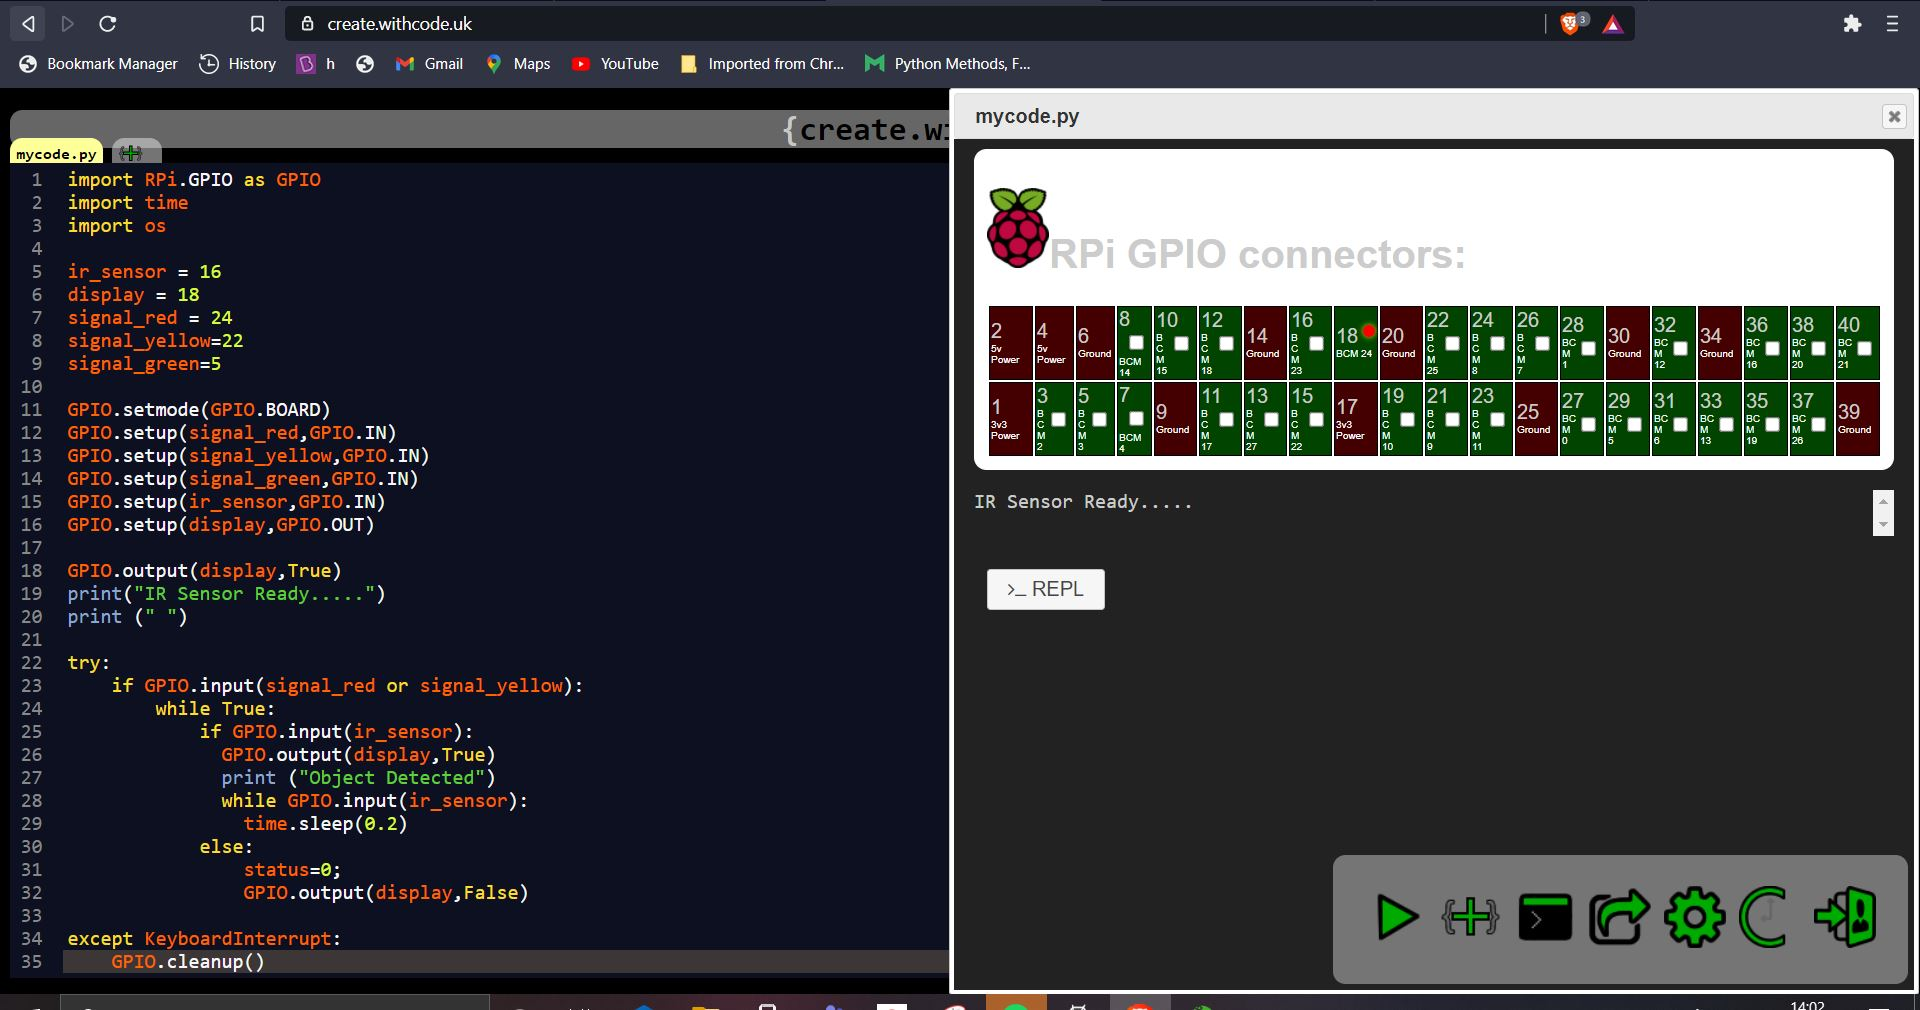 create.withcode.uk
3
Bookmark Manager
History
h
Gmail
Maps
YouTube
Imported from Chr...
Python Methods, F...
{create.wi
mycode.py
{+}
1 import RPi.GPIO as GPIO
2 import time
3 import os
4
5 ir_sensor = 16
6 display = 18
7 signal_red = 24
8 signal_yellow=22
9 signal_green=5
10
11 GPIO.setmode(GPIO.BOARD)
12 GPIO.setup(signal_red,GPIO.IN)
13 GPIO.setup(signal_yellow,GPIO.IN)
14 GPIO.setup(signal_green,GPIO.IN)
15 GPIO.setup(ir_sensor,GPIO.IN)
16 GPIO.setup(display,GPIO.OUT)
17
18 GPIO.output(display,True)
19 print("IR Sensor Ready.....")
20 print (" ")
21
22 try:
23 if GPIO.input(signal_red or signal_yellow):
24 while True:
25 if GPIO.input(ir_sensor):
26 GPIO.output(display,True)
27 print ("Object Detected")
28 while GPIO.input(ir_sensor):
29 time.sleep(0.2)
30 else:
31 status=0;
32 GPIO.output(display,False)
33
34 except KeyboardInterrupt:
35 GPIO.cleanup()
mycode.py
RPi GPIO connectors:
2 5v Power
4 5v Power
6 Ground
8 BCM 14
10 BCM 15
12 BCM 18
14 Ground
16 BCM 23
18 BCM 24
20 Ground
22 BCM 25
24 BCM 8
26 BCM 7
28 BCM 1
30 Ground
32 BCM 12
34 Ground
36 BCM 16
38 BCM 20
40 BCM 21
1 3v3 Power
3 BCM 2
5 BCM 3
7 BCM 4
9 Ground
11 BCM 17
13 BCM 27
15 BCM 22
17 3v3 Power
19 BCM 10
21 BCM 9
23 BCM 11
25 Ground
27 BCM 0
29 BCM 5
31 BCM 6
33 BCM 13
35 BCM 19
37 BCM 26
39 Ground
IR Sensor Ready.....
>_ REPL
{+}
14:02